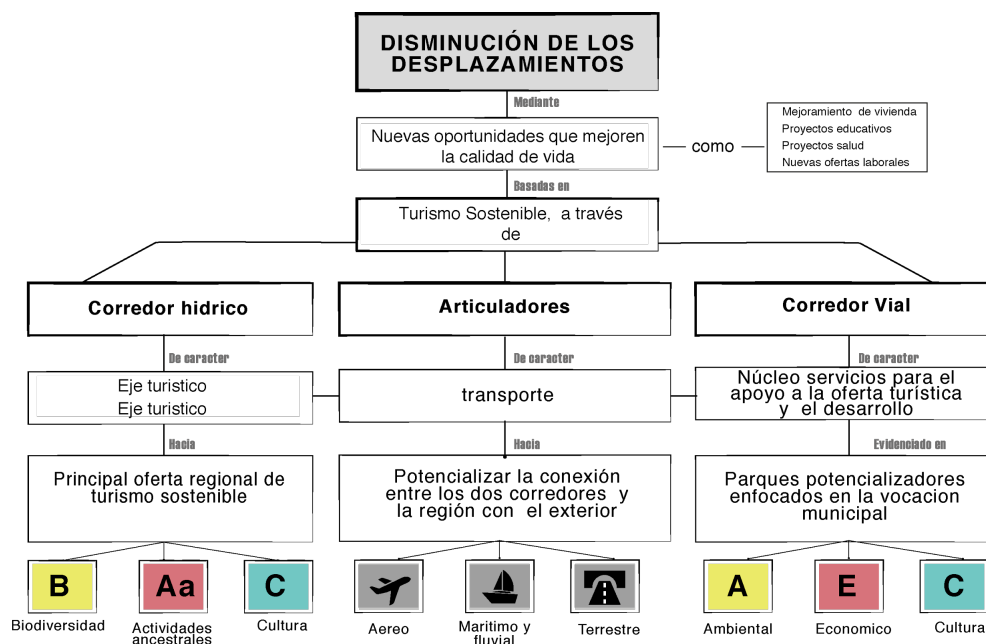 DISMINUCIÓN DE LOS
DESPLAZAMIENTOS
Mediante
Nuevas oportunidades que mejoren
la calidad de vida
como
Mejoramiento de vivienda
Proyectos educativos
Proyectos salud
Nuevas ofertas laborales
Basadas en
Turismo Sostenible, a través
de
Corredor hídrico
Articuladores
Corredor Vial
De caracter
De caracter
De caracter
Eje turistico
Eje turistico
transporte
Núcleo servicios para el
apoyo a la oferta turística
y el desarrollo
Hacía
Hacía
Evidenciado en
Principal oferta regional de
turismo sostenible
Potencializar la conexión
entre los dos corredores y
la región con el exterior
Parques potencializadores
enfocados en la vocacion
municipal
B
Aa
C
A
E
C
Biodiversidad
Actividades
ancestrales
Cultura
Aereo
Maritimo y
fluvial
Terrestre
Ambiental
Economico
Cultura